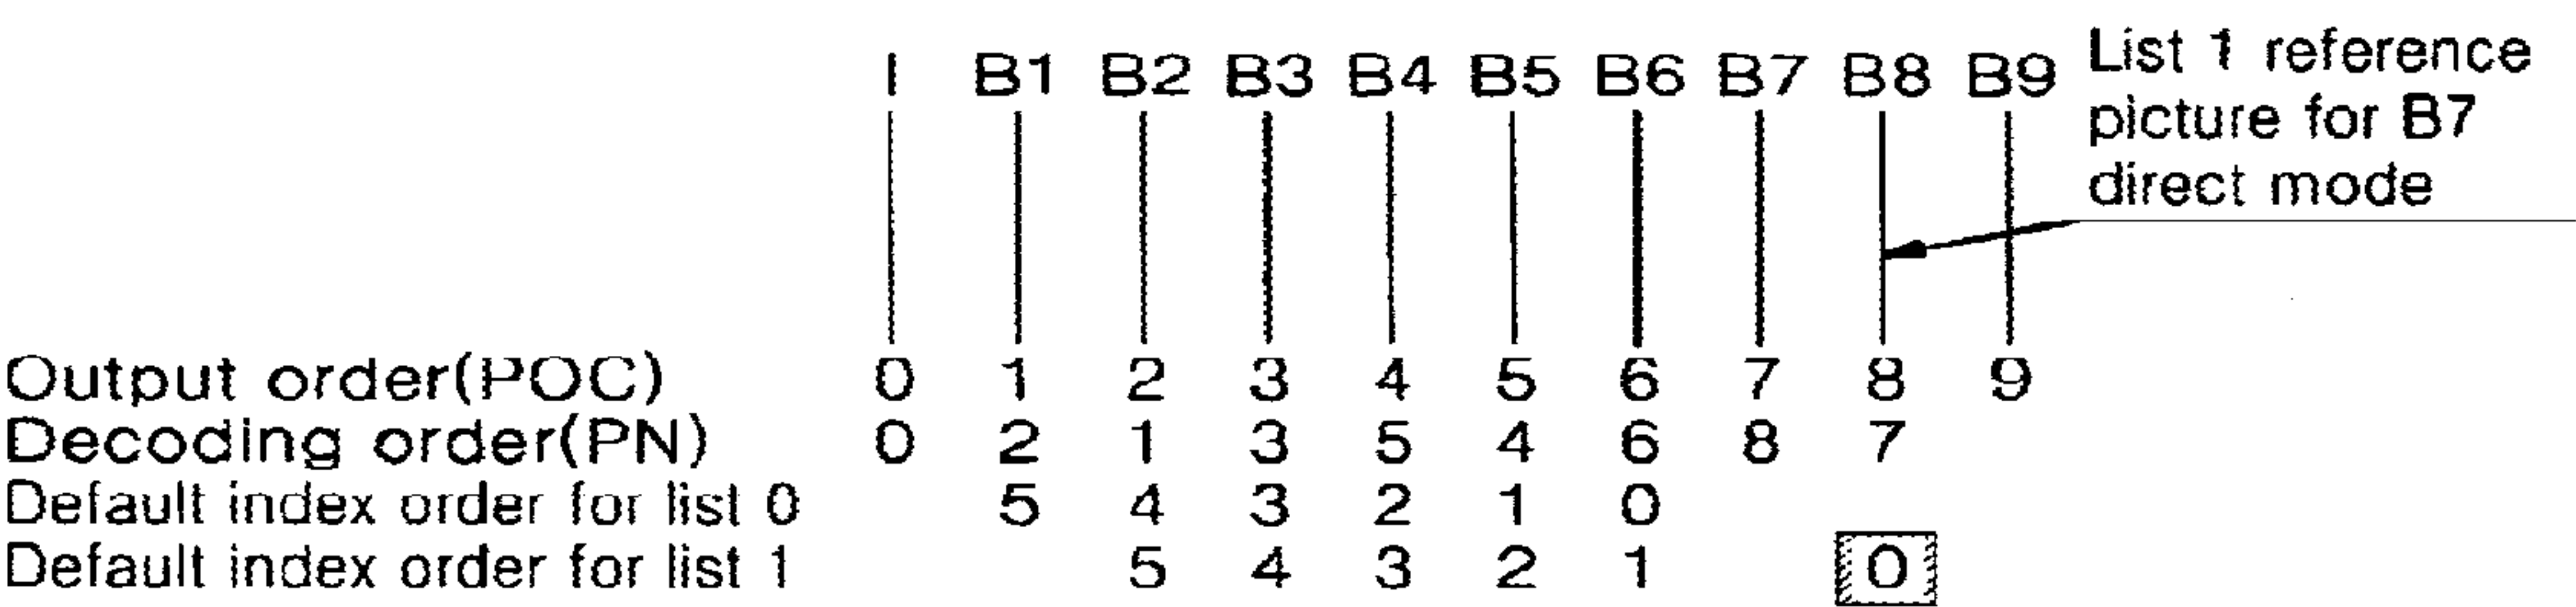 I B1 B2 B3 B4 B5 B6 B7 B8 B9
List 1 reference
picture for B7
direct mode
Output order(POC) 0 1 2 3 4 5 6 7 8 9
Decoding order(PN) 0 2 1 3 5 4 6 8 7
Default index order for list 0 5 4 3 2 1 0
Default index order for list 1 5 4 3 2 1 0